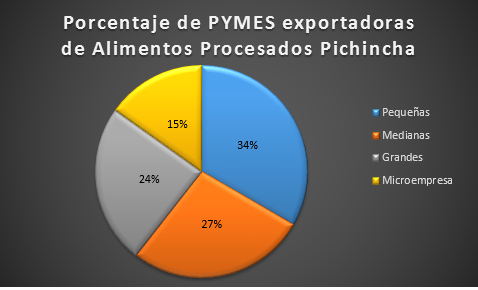 Porcentaje de PYMES exportadoras
de Alimentos Procesados Pichincha
15%
34%
24%
27%
Pequeñas
Medianas
Grandes
Microempresa